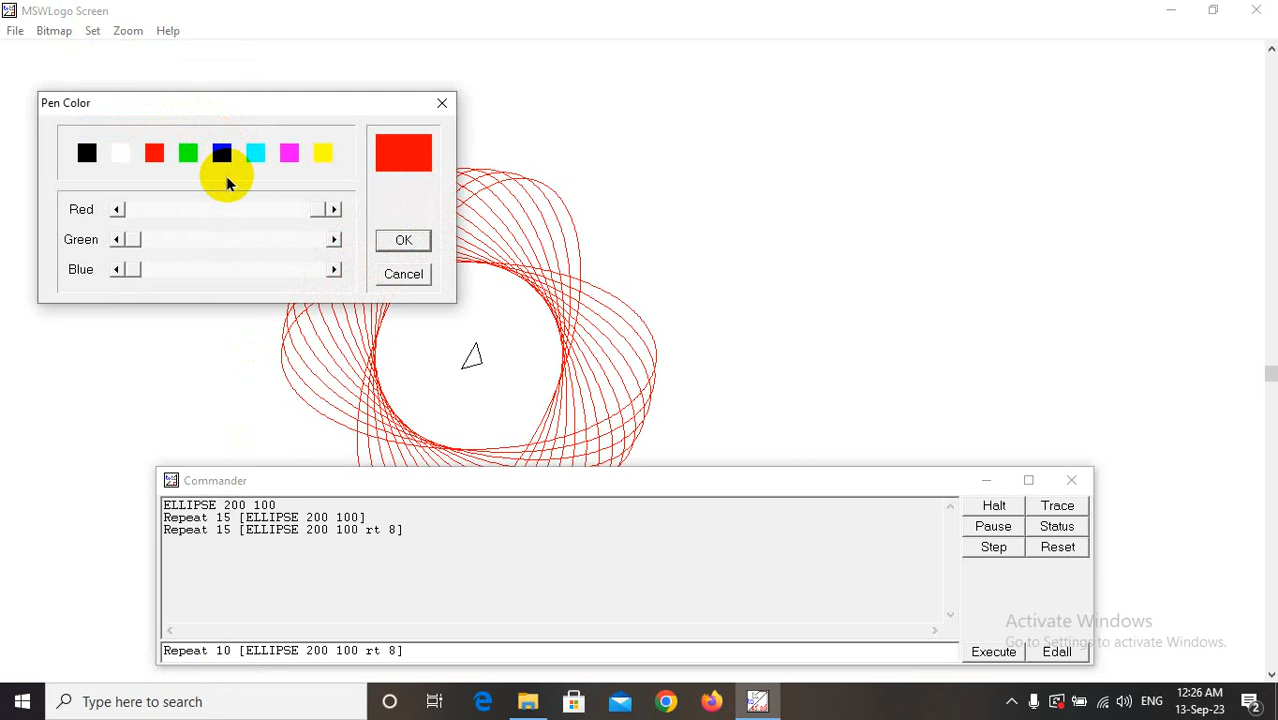 MSWLogo Screen
File Bitmap Set Zoom Help
Pen Color
Red
Green
Blue
OK
Cancel
Commander
ELLIPSE 200 100
Repeat 15 [ELLIPSE 200 100]
Repeat 15 [ELLIPSE 200 100 rt 8]
Halt Trace
Pause Status
Step Reset
Activate Windows
Go to Settings to activate Windows.
Repeat 10 [ELLIPSE 200 100 rt 8]
Execute Edall
Type here to search
ENG
12:26 AM
13-Sep-23
2